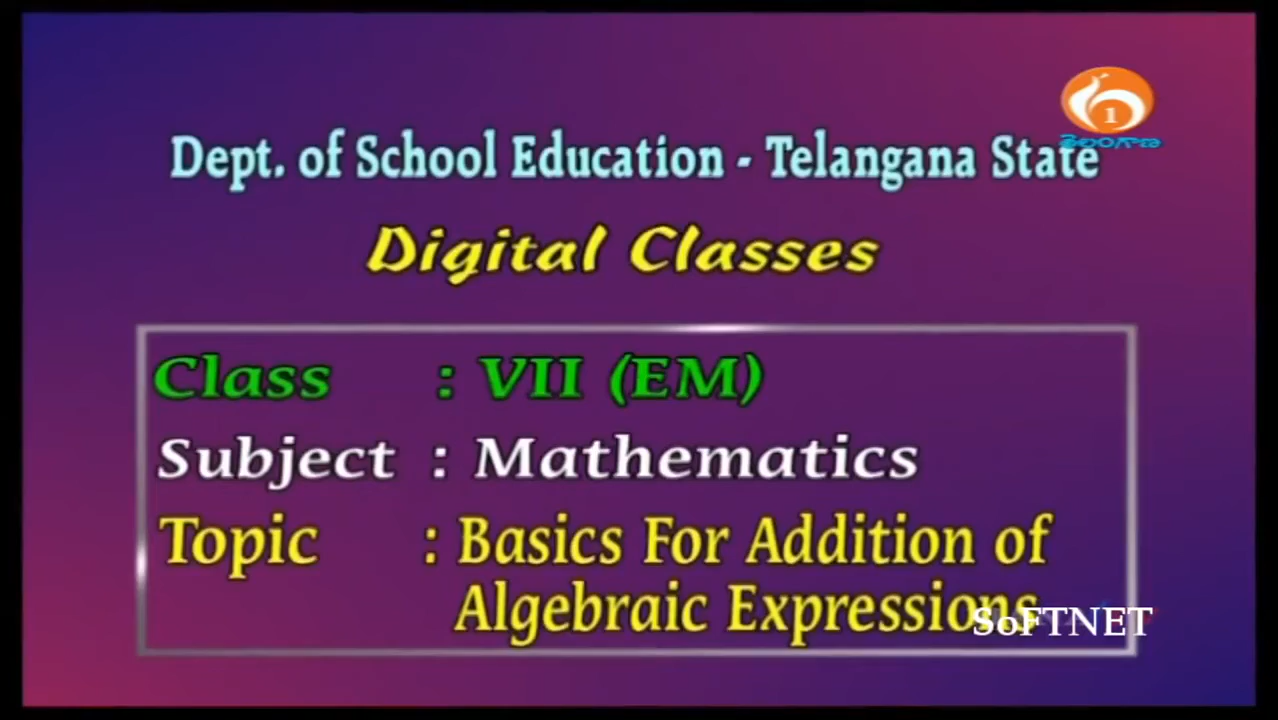 1
తెలంగాణ
Dept. of School Education - Telangana State
Digital Classes
Class : VII (EM)
Subject : Mathematics
Topic : Basics For Addition of
Algebraic Expressions
SoFTNET